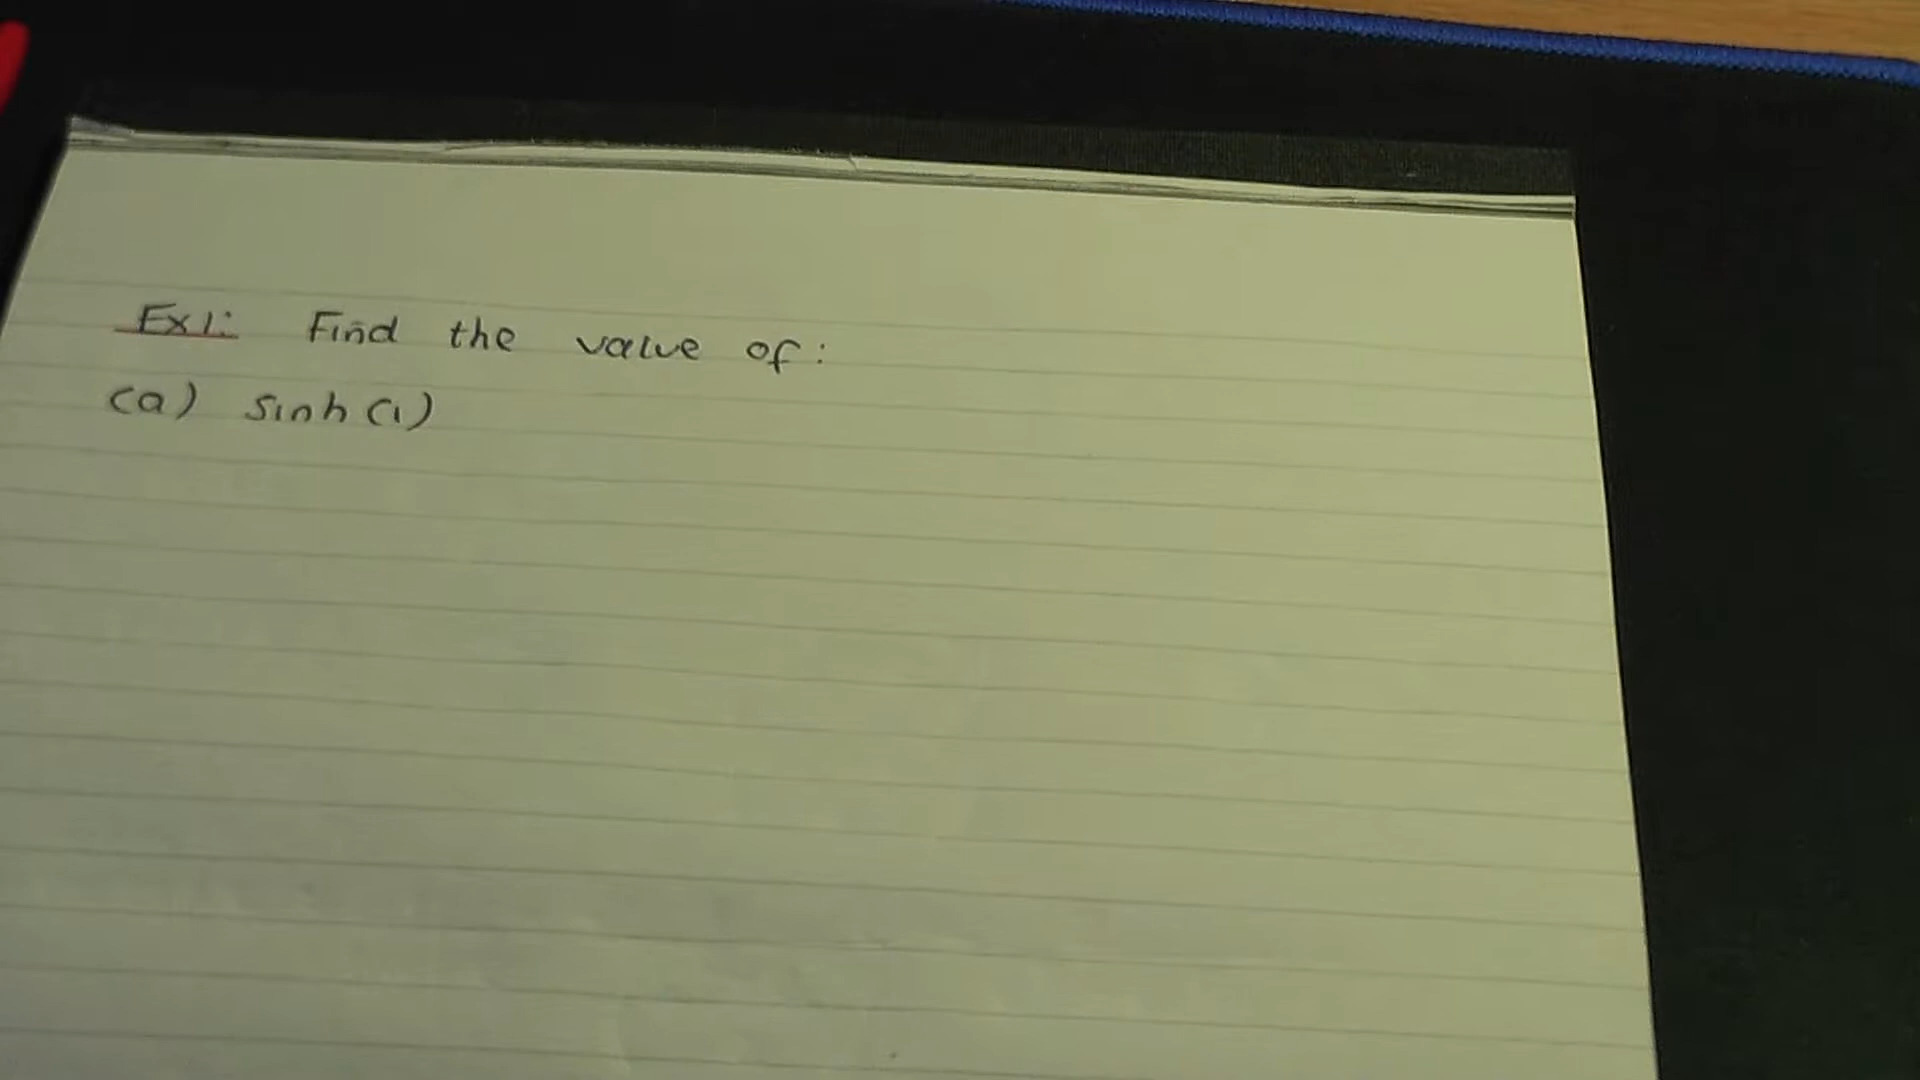 Ex1: Find the value of:
(a) sinh (1)